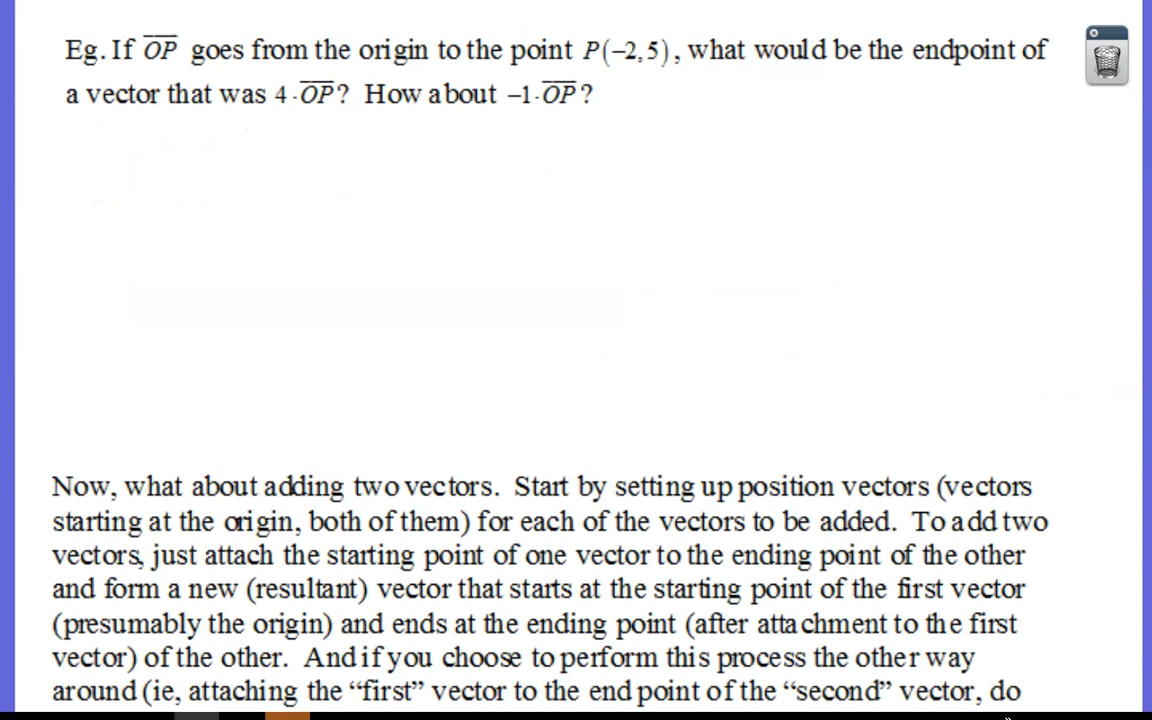 Eg. If OP goes from the origin to the point P(−2,5), what would be the endpoint of
a vector that was 4·OP? How about −1·OP?
Now, what about adding two vectors. Start by setting up position vectors (vectors
starting at the origin, both of them) for each of the vectors to be added. To add two
vectors, just attach the starting point of one vector to the ending point of the other
and form a new (resultant) vector that starts at the starting point of the first vector
(presumably the origin) and ends at the ending point (after attachment to the first
vector) of the other. And if you choose to perform this process the other way
around (ie, attaching the “first” vector to the endpoint of the “second” vector, do